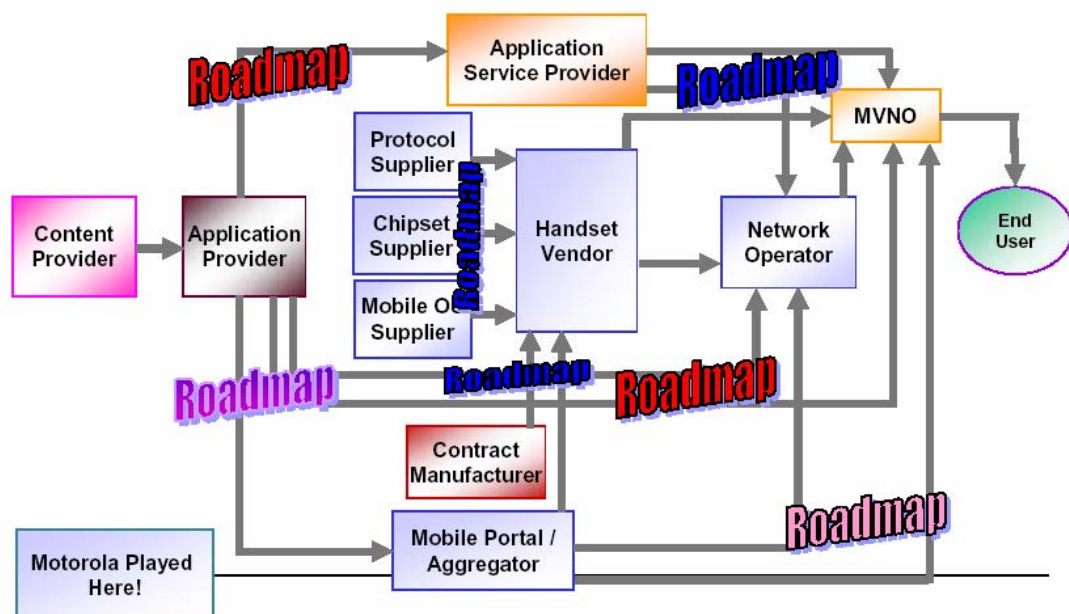 Application
Service Provider
Roadmap
Roadmap
MVNO
Protocol
Supplier
Roadmap
Content
Provider
Application
Provider
Chipset
Supplier
Handset
Vendor
Network
Operator
End
User
Mobile
Supplier
Roadmap
Roadmap
Roadmap
Contract
Manufacturer
Roadmap
Mobile Portal /
Aggregator
Motorola Played
Here!